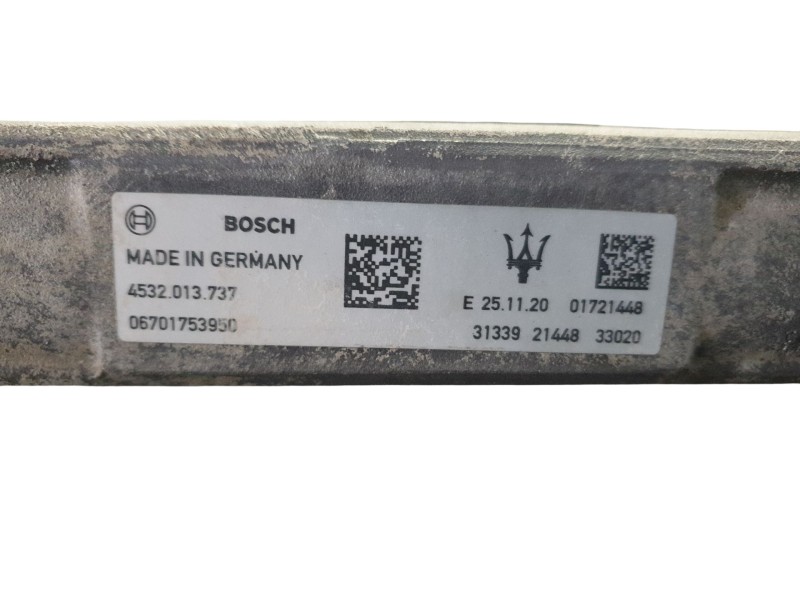 BOSCH
MADE IN GERMANY
4532.013.737
06701753950
E 25.11.20 01721448
31339 21448 33020